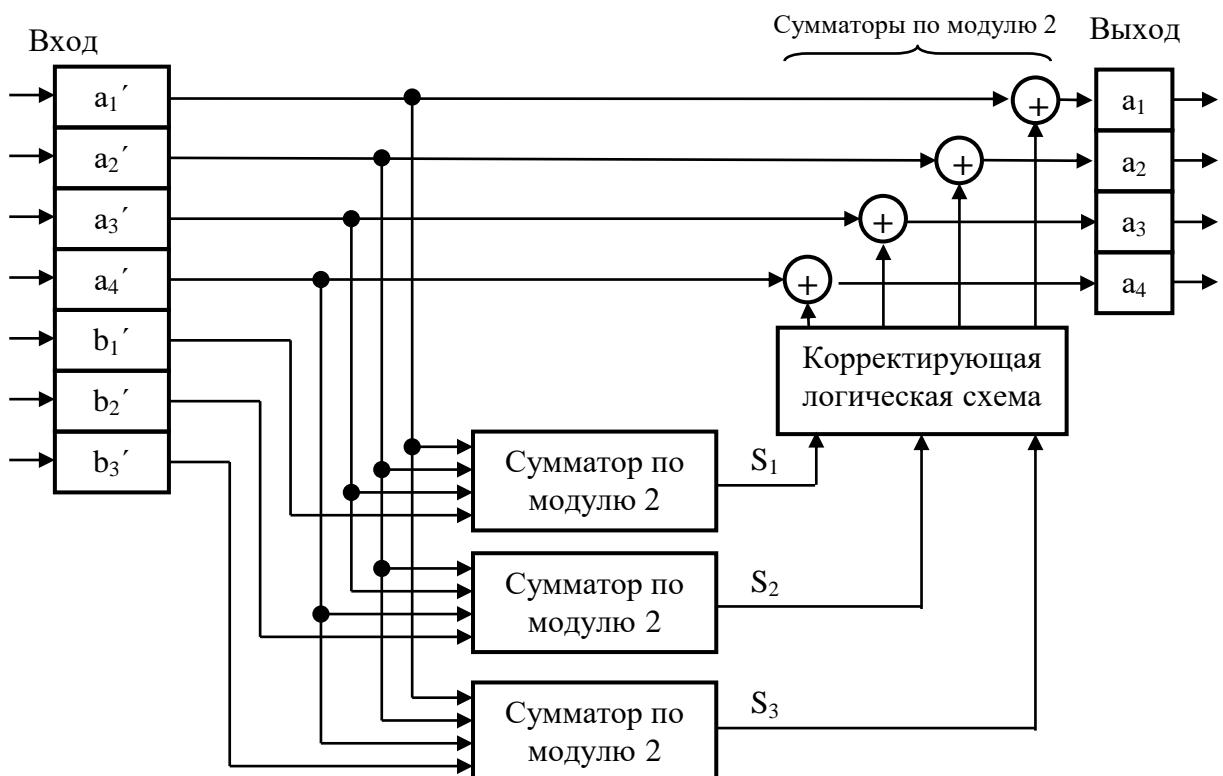 Сумматоры по модулю 2
Вход
Выход
a₁´
+
a₁
a₂´
+
a₂
a₃´
+
a₃
a₄´
+
a₄
b₁´
Корректирующая
логическая схема
b₂´
b₃´
Сумматор по
модулю 2
S₁
Сумматор по
модулю 2
S₂
Сумматор по
модулю 2
S₃